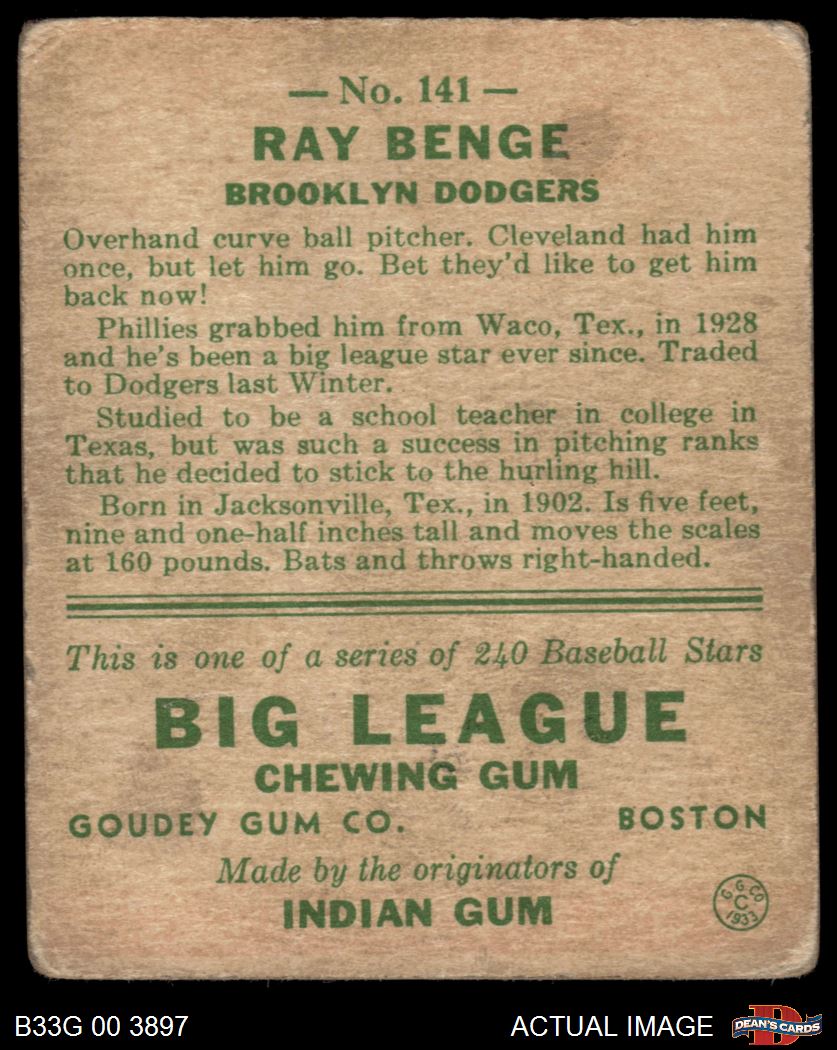 — No. 141 —
RAY BENGE
BROOKLYN DODGERS
Overhand curve ball pitcher. Cleveland had him
once, but let him go. Bet they'd like to get him
back now!
Phillies grabbed him from Waco, Tex., in 1928
and he's been a big league star ever since. Traded
to Dodgers last Winter.
Studied to be a school teacher in college in
Texas, but was such a success in pitching ranks
that he decided to stick to the hurling hill.
Born in Jacksonville, Tex., in 1902. Is five feet,
nine and one-half inches tall and moves the scales
at 160 pounds. Bats and throws right-handed.
This is one of a series of 240 Baseball Stars
BIG LEAGUE
CHEWING GUM
GOUDEY GUM CO. BOSTON
Made by the originators of
INDIAN GUM
G.G.CO
C
1933
B33G 00 3897 ACTUAL IMAGE D DEAN'S CARDS